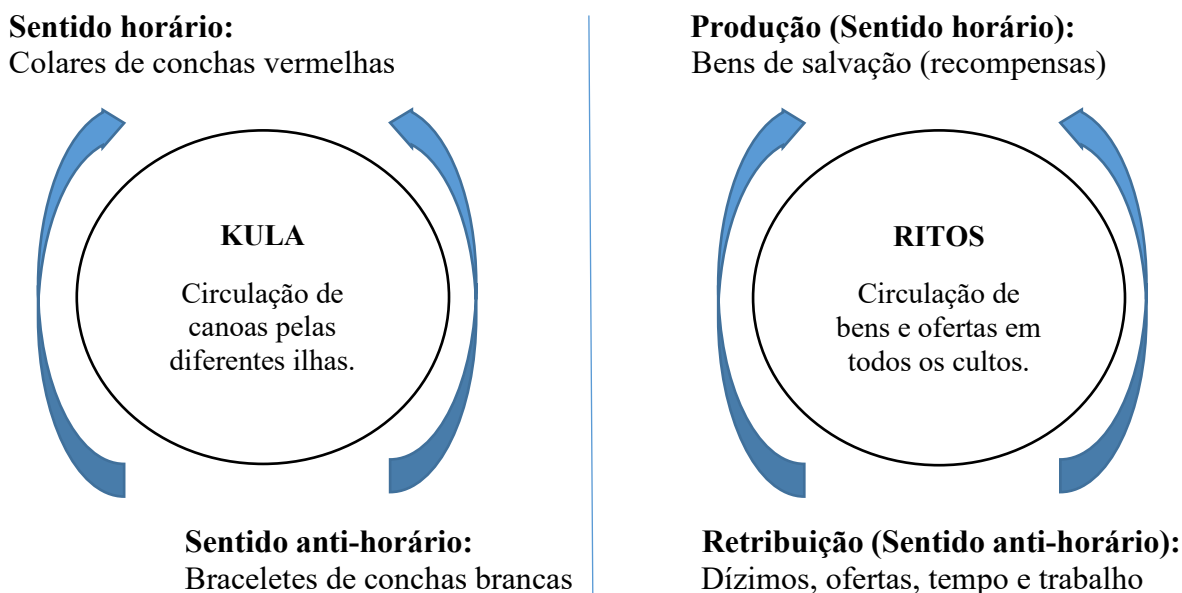 Sentido horário:
Colares de conchas vermelhas
KULA
Circulação de
canoas pelas
diferentes ilhas.
Sentido anti-horário:
Braceletes de conchas brancas
Produção (Sentido horário):
Bens de salvação (recompensas)
RITOS
Circulação de
bens e ofertas em
todos os cultos.
Retribuição (Sentido anti-horário):
Dízimos, ofertas, tempo e trabalho